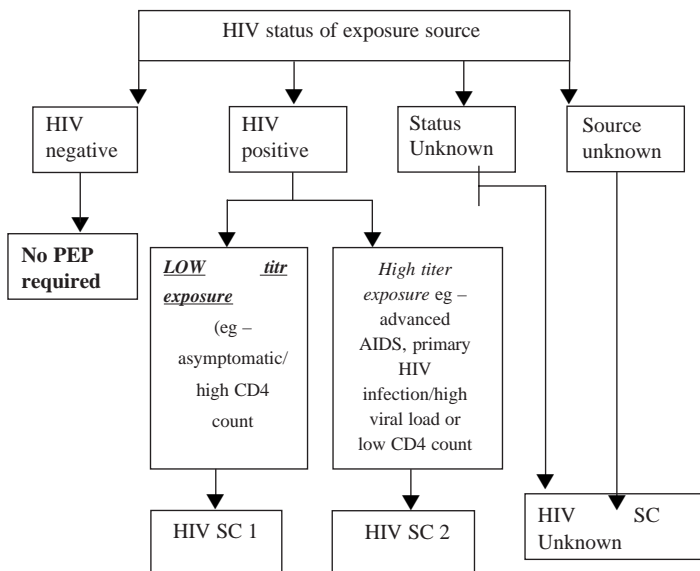 HIV status of exposure source
HIV
negative
HIV
positive
Status
Unknown
Source
unknown
No PEP
required
LOW titr
exposure
(eg –
asymptomatic/
high CD4
count
High titer
exposure eg –
advanced
AIDS, primary
HIV
infection/high
viral load or
low CD4 count
HIV SC 1
HIV SC 2
HIV SC
Unknown